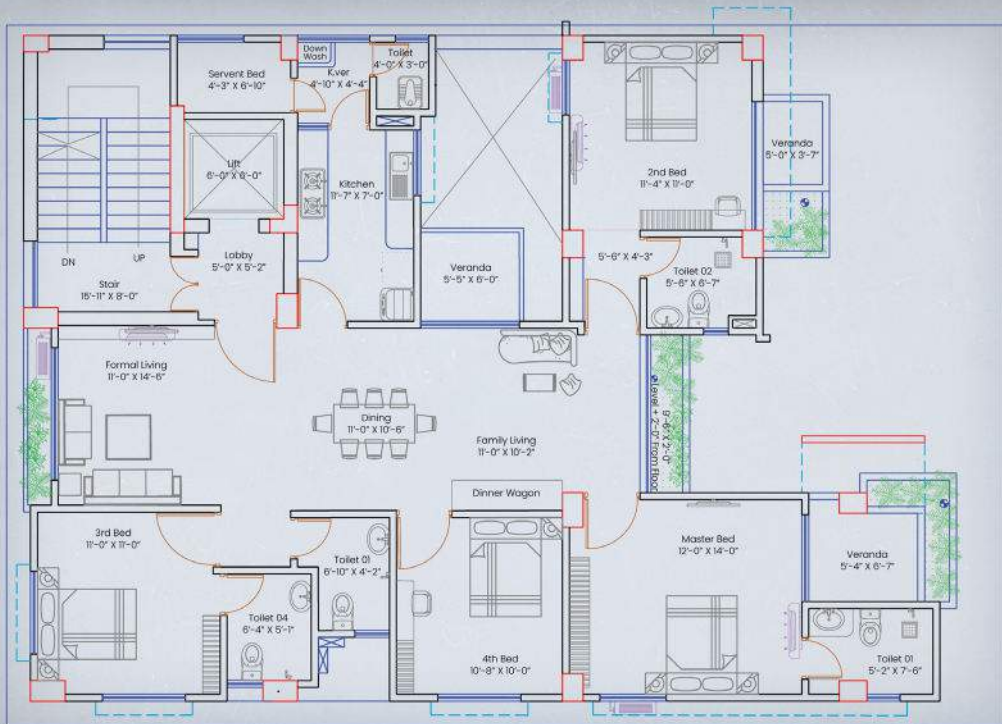 Down
Wash
Toilet
4'-0" X 3'-0"
Servent Bed
4'-3" X 6'-10"
K.ver
4'-10" X 4'-4"
Veranda
5'-0" X 3'-7"
Lift
6'-0" X 6'-0"
Kitchen
11'-7" X 7'-0"
2nd Bed
11'-4" X 11'-0"
DN
UP
Lobby
5'-0" X 5'-2"
5'-6" X 4'-3"
Veranda
5'-5" X 6'-0"
Toilet 02
5'-6" X 6'-7"
Stair
15'-11" X 8'-0"
Formal Living
11'-0" X 14'-6"
Dining
11'-0" X 10'-6"
Family Living
11'-0" X 10'-2"
9'-6" X 2'-0"
Level + 2'-0" From Floor
Dinner Wagon
3rd Bed
11'-0" X 11'-0"
Toilet 01
6'-10" X 4'-2"
Master Bed
12'-0" X 14'-0"
Veranda
5'-4" X 6'-7"
Toilet 04
6'-4" X 5'-1"
4th Bed
10'-8" X 10'-0"
Toilet 01
5'-2" X 7'-6"